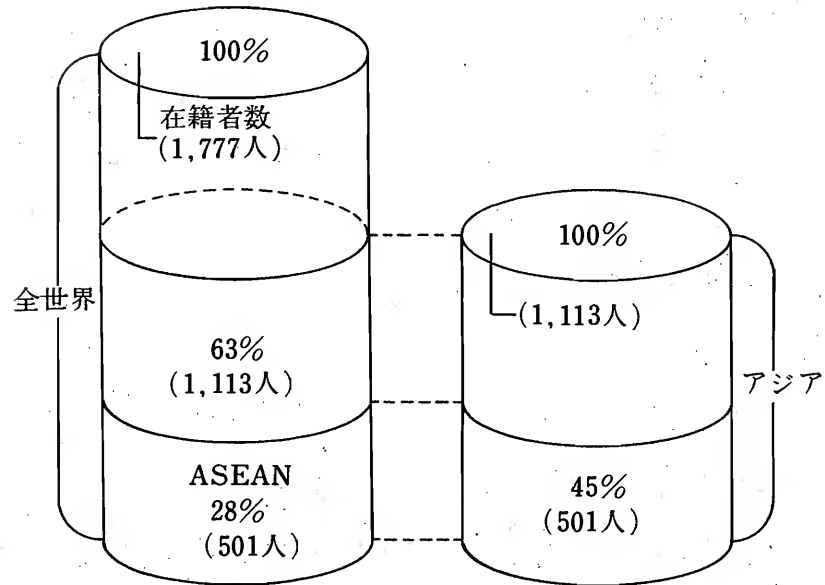 100%
在籍者数
(1,777人)
全世界
63%
(1,113人)
ASEAN
28%
(501人)
100%
(1,113人)
アジア
45%
(501人)